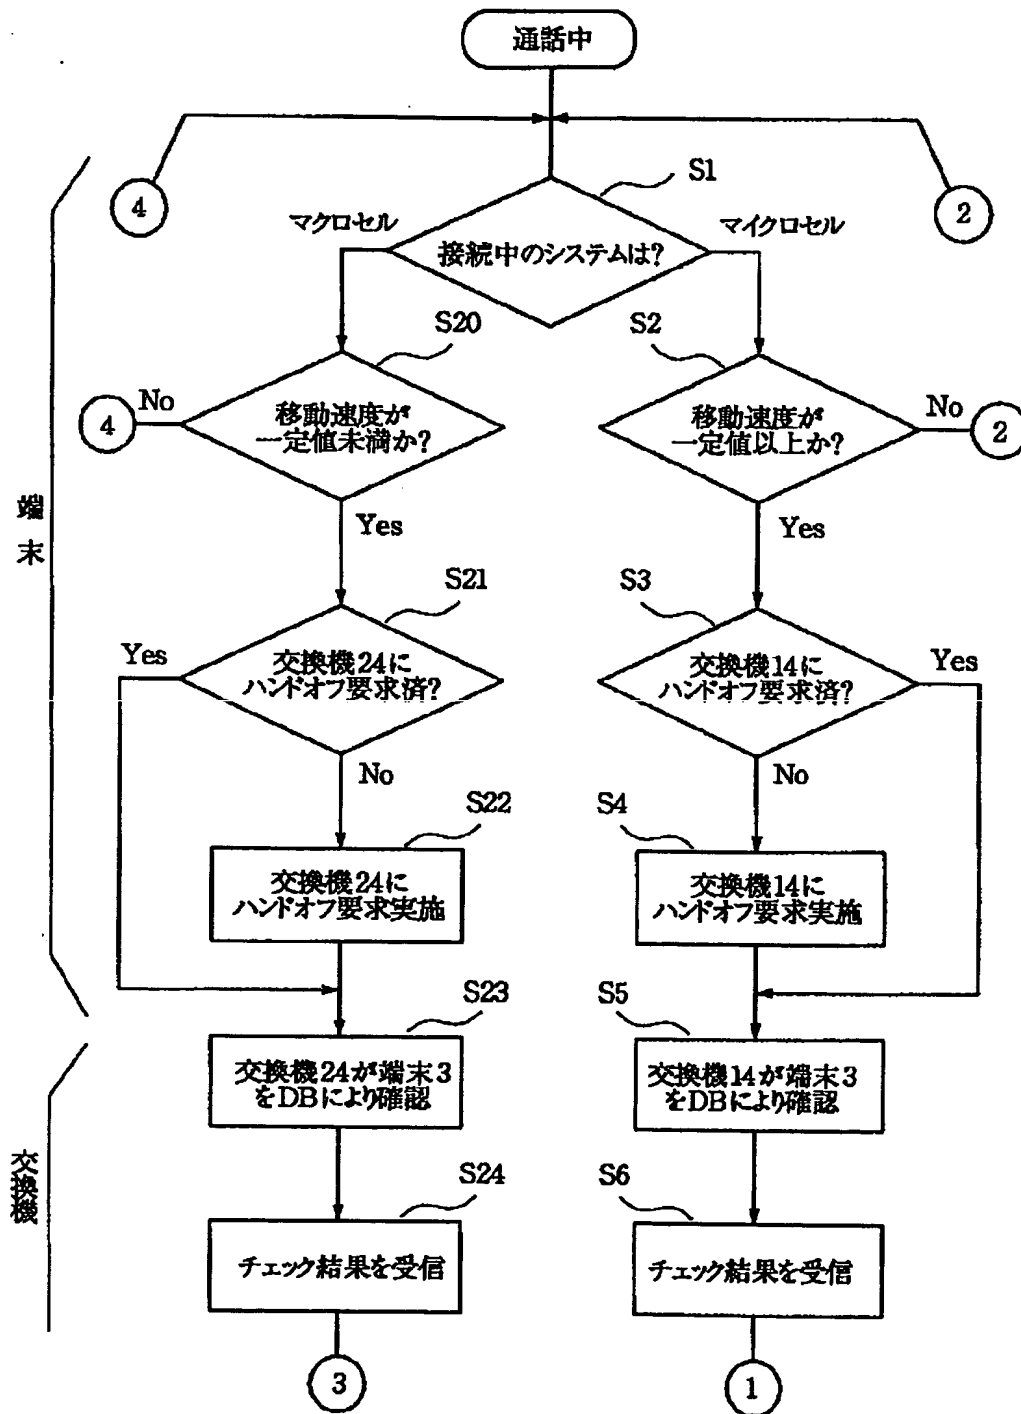 通話中
4
2
S1
マクロセル
マイクロセル
接続中のシステムは?
S20
S2
4
No
移動速度が
一定値未満か?
移動速度が
一定値以上か?
No
2
Yes
Yes
端末
S21
S3
Yes
交換機24に
ハンドオフ要求済?
交換機14に
ハンドオフ要求済?
Yes
No
No
S22
S4
交換機24に
ハンドオフ要求実施
交換機14に
ハンドオフ要求実施
S23
S5
交換機24が端末3
をDBにより確認
交換機14が端末3
をDBにより確認
交換機
S24
S6
チェック結果を受信
チェック結果を受信
3
1